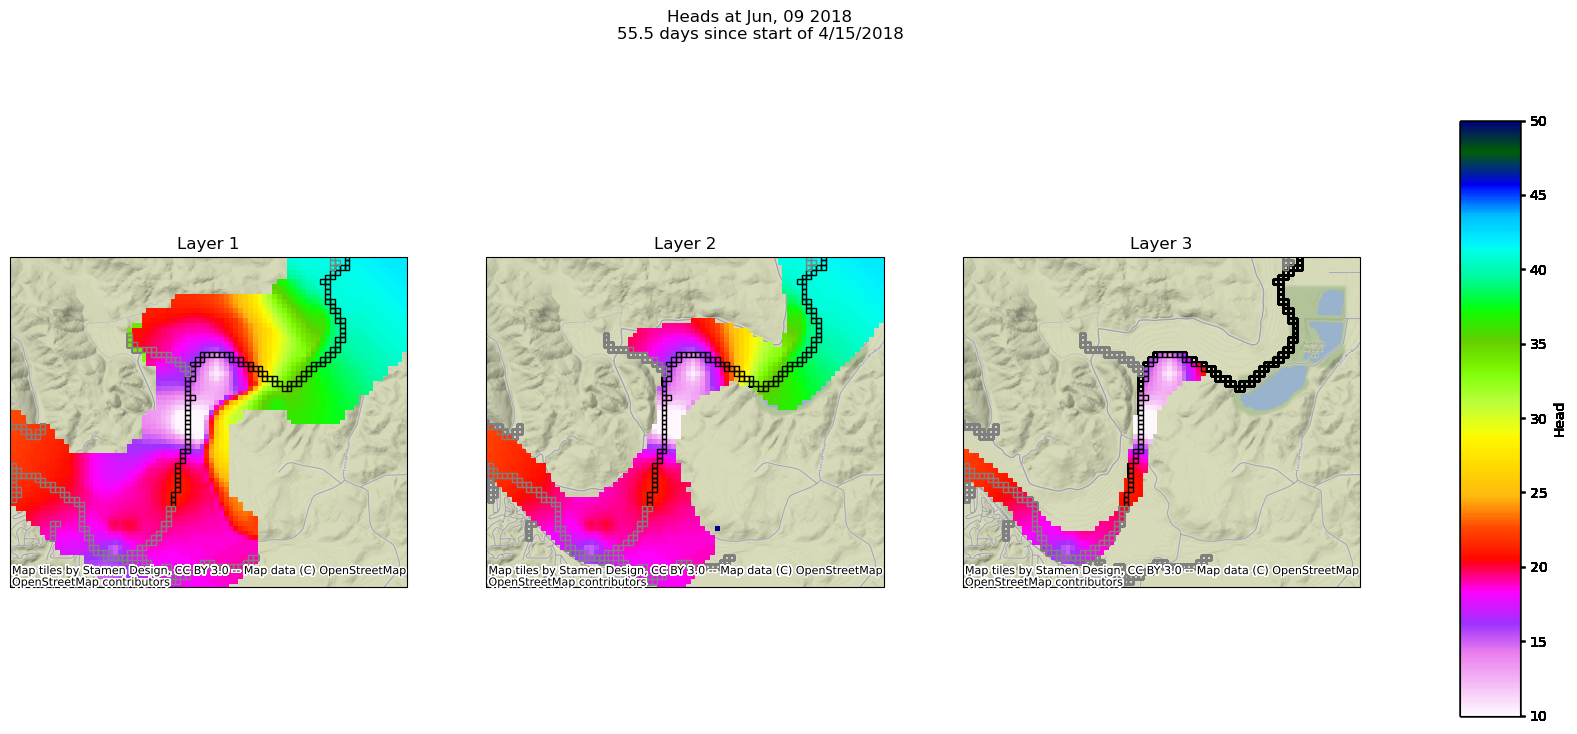 Heads at Jun, 09 2018
55.5 days since start of 4/15/2018
Layer 1
Layer 2
Layer 3
Map tiles by Stamen Design, CC BY 3.0 -- Map data (C) OpenStreetMap
OpenStreetMap contributors
Map tiles by Stamen Design, CC BY 3.0 -- Map data (C) OpenStreetMap
OpenStreetMap contributors
Map tiles by Stamen Design, CC BY 3.0 -- Map data (C) OpenStreetMap
OpenStreetMap contributors
50
45
40
35
30
25
20
15
10
Head